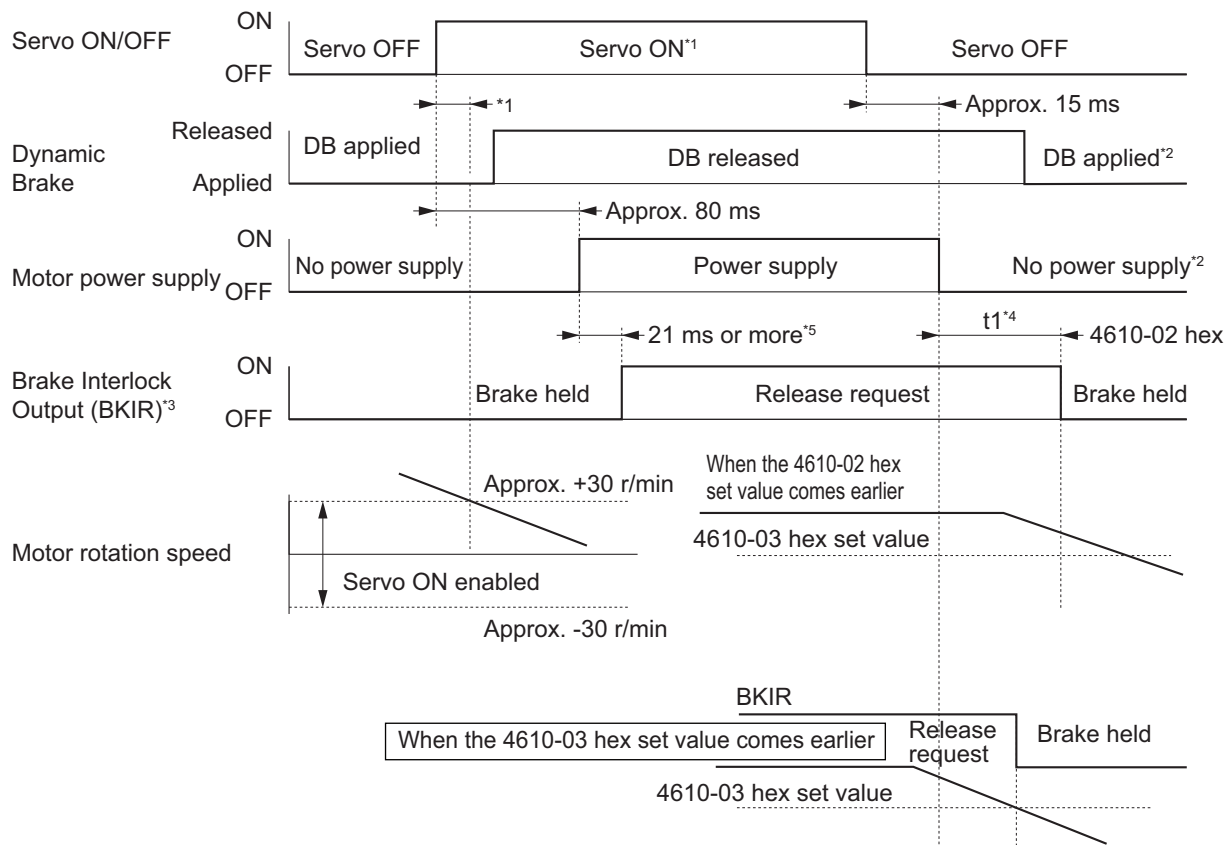 Servo ON/OFF
ON
OFF
Servo OFF
Servo ON*1
Servo OFF
*1
Approx. 15 ms
Dynamic
Brake
Released
Applied
DB applied
DB released
DB applied*2
Approx. 80 ms
Motor power supply
ON
OFF
No power supply
Power supply
No power supply*2
21 ms or more*5
t1*4
4610-02 hex
Brake Interlock
Output (BKIR)*3
ON
OFF
Brake held
Release request
Brake held
Motor rotation speed
Approx. +30 r/min
Servo ON enabled
Approx. -30 r/min
When the 4610-02 hex
set value comes earlier
4610-03 hex set value
BKIR
When the 4610-03 hex set value comes earlier
Release
request
Brake held
4610-03 hex set value